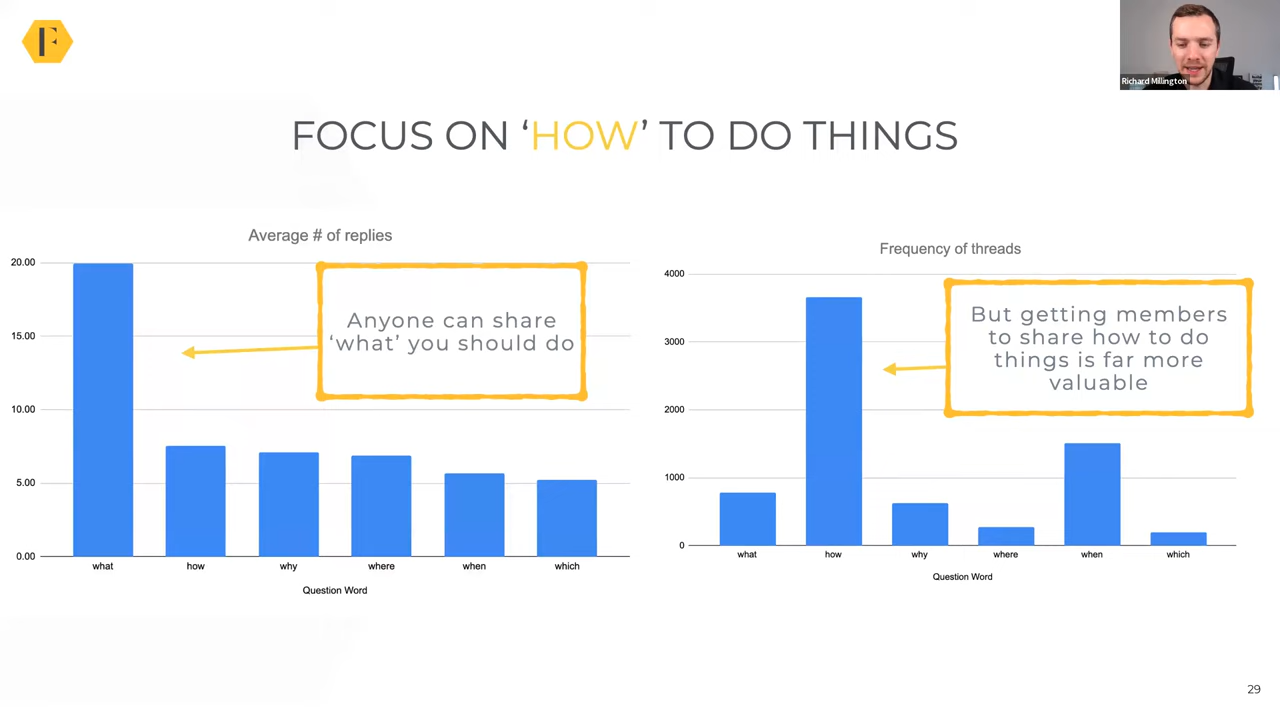 F
Richard Millington
FOCUS ON ‘HOW’ TO DO THINGS
Average # of replies
20.00
15.00
10.00
5.00
0.00
what how why where when which
Question Word
Anyone can share
‘what’ you should do
Frequency of threads
4000
3000
2000
1000
0
what how why where when which
Question Word
But getting members
to share how to do
things is far more
valuable
29